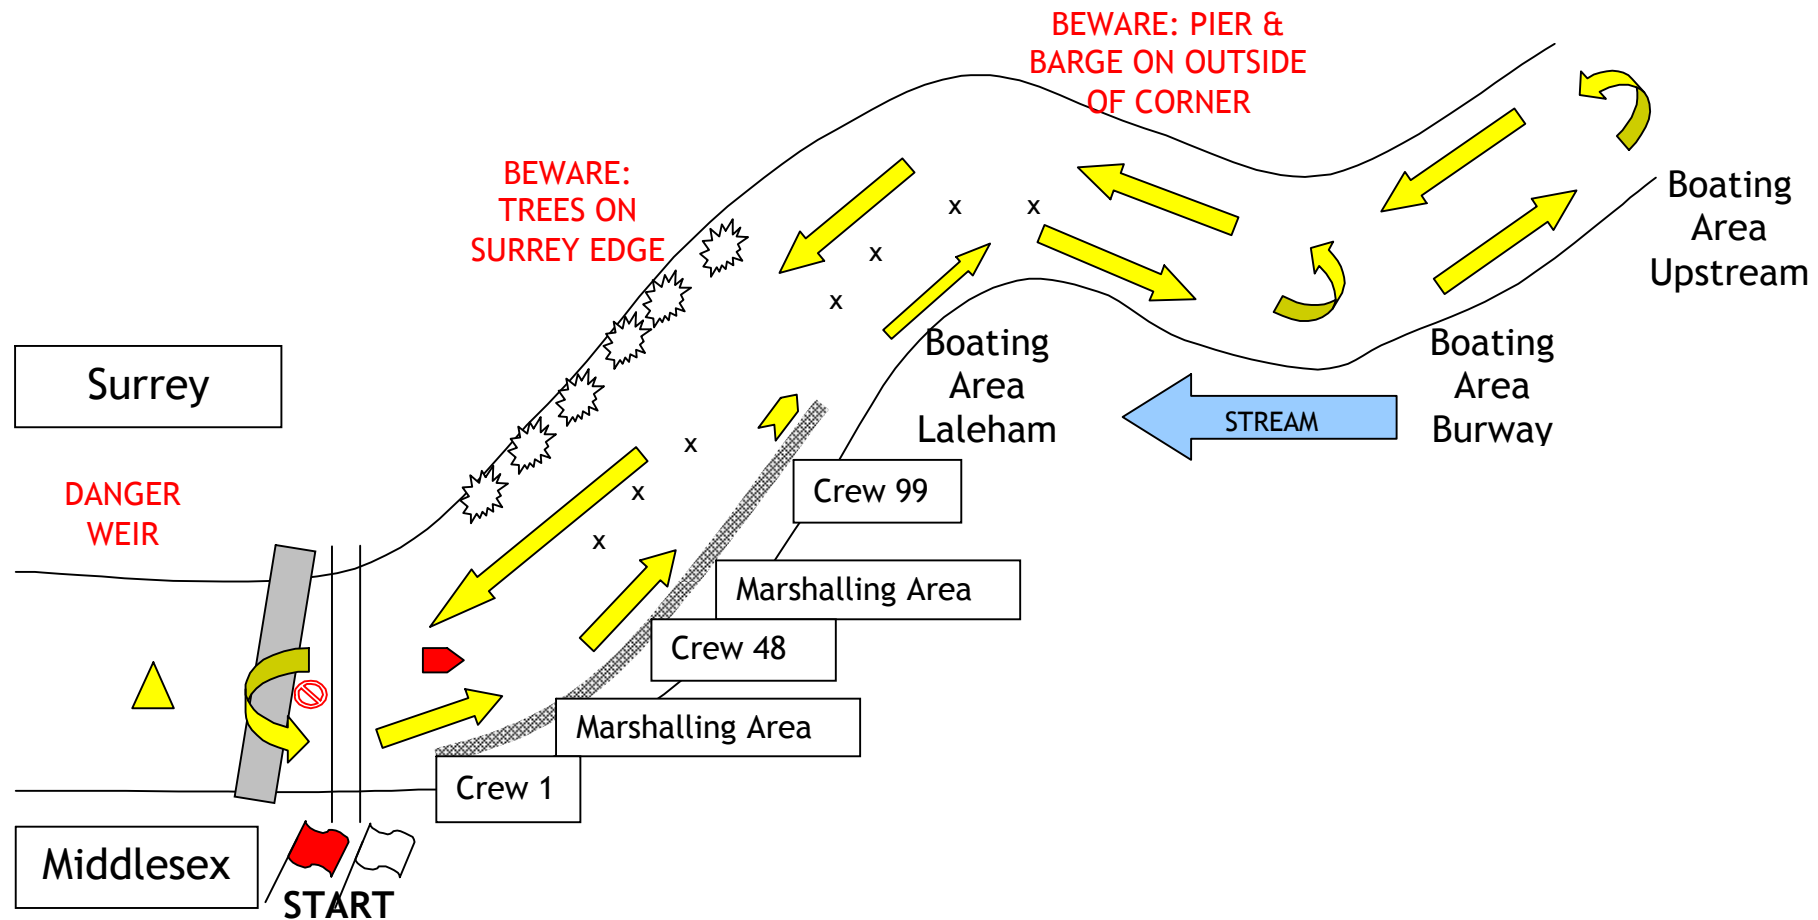 BEWARE: PIER &
BARGE ON OUTSIDE
OF CORNER
BEWARE:
TREES ON
SURREY EDGE
Boating
Area
Upstream
x x
x
x
Surrey
Boating
Area
Laleham
STREAM
Boating
Area
Burway
x
DANGER
WEIR
x
Crew 99
x
Marshalling Area
Crew 48
Marshalling Area
Crew 1
Middlesex
START